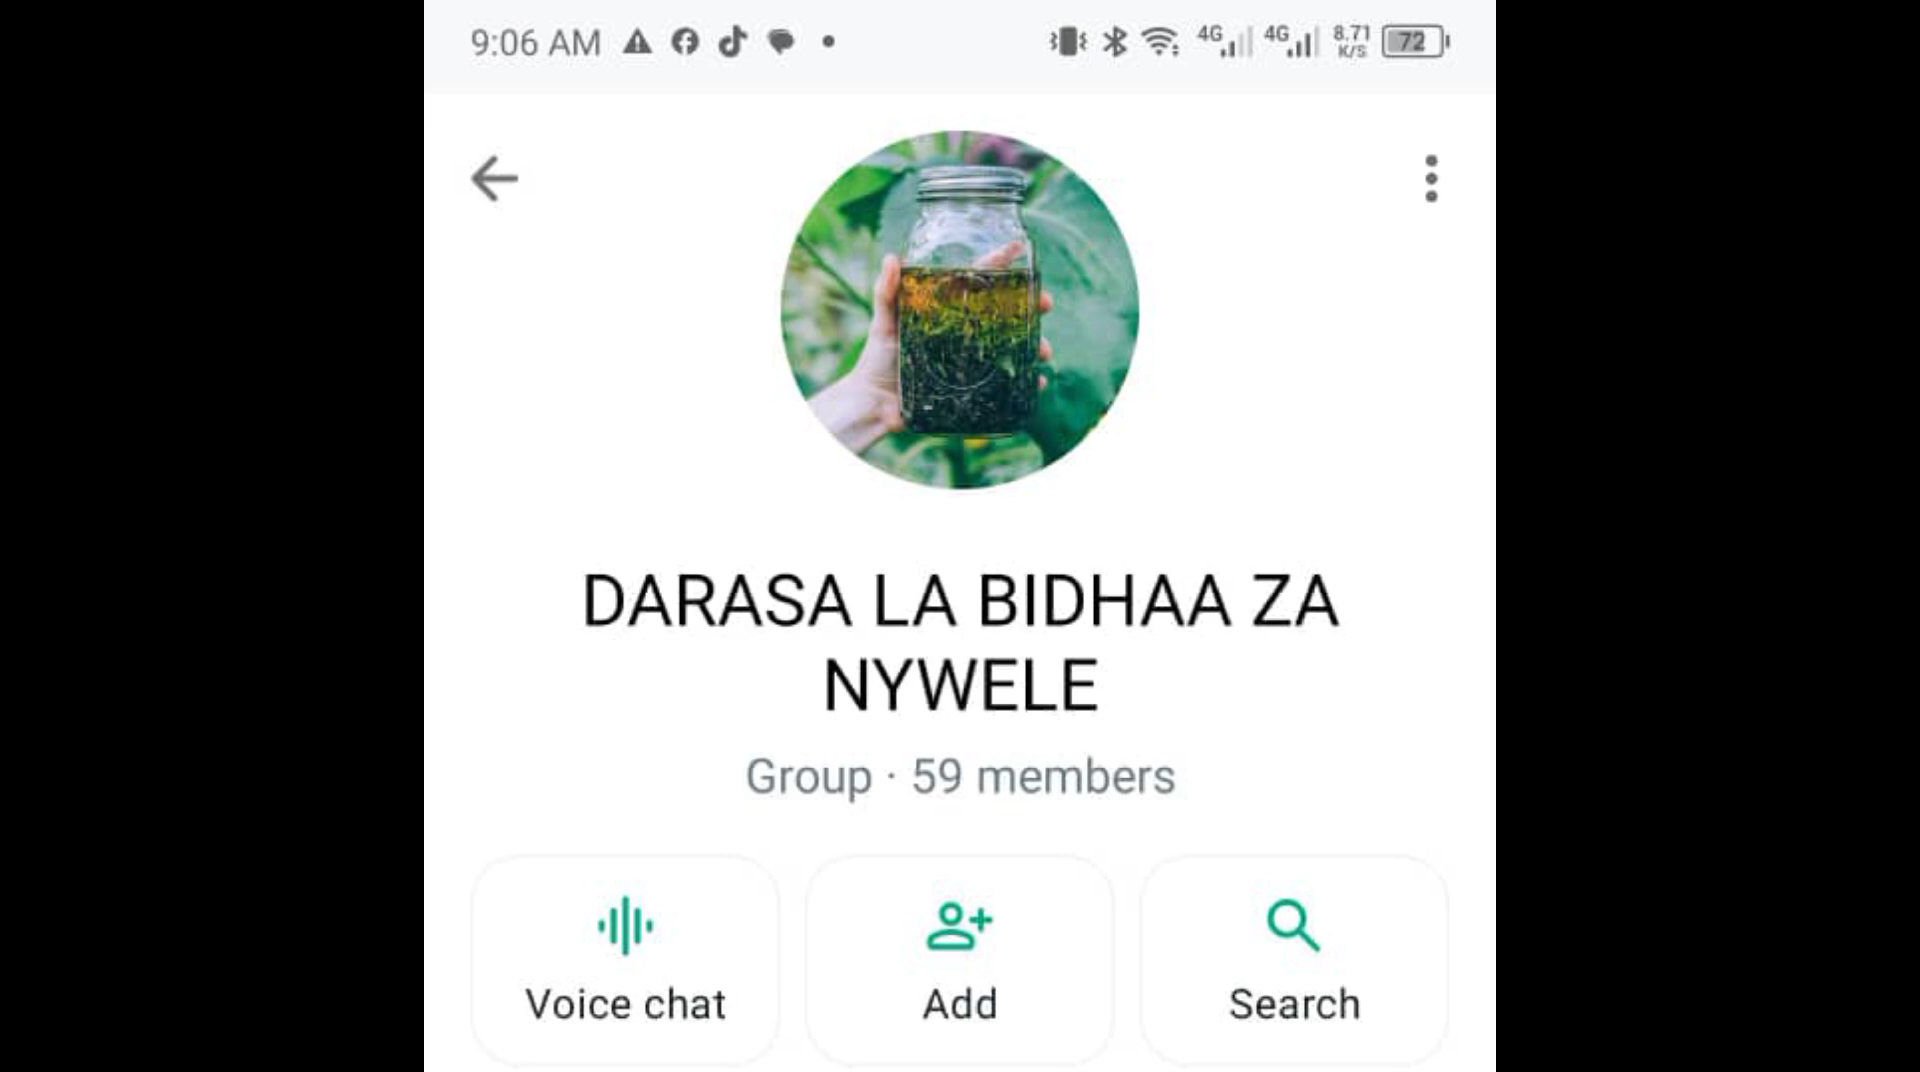 9:06 AM 4G 4G 8.71 K/S 72
DARASA LA BIDHAA ZA
NYWELE
Group · 59 members
Voice chat Add Search